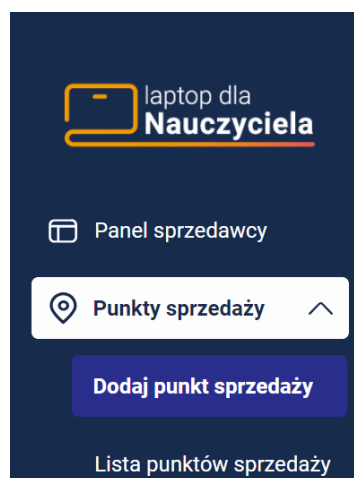 laptop dla
Nauczyciela
Panel sprzedawcy
Punkty sprzedaży
Dodaj punkt sprzedaży
Lista punktów sprzedaży